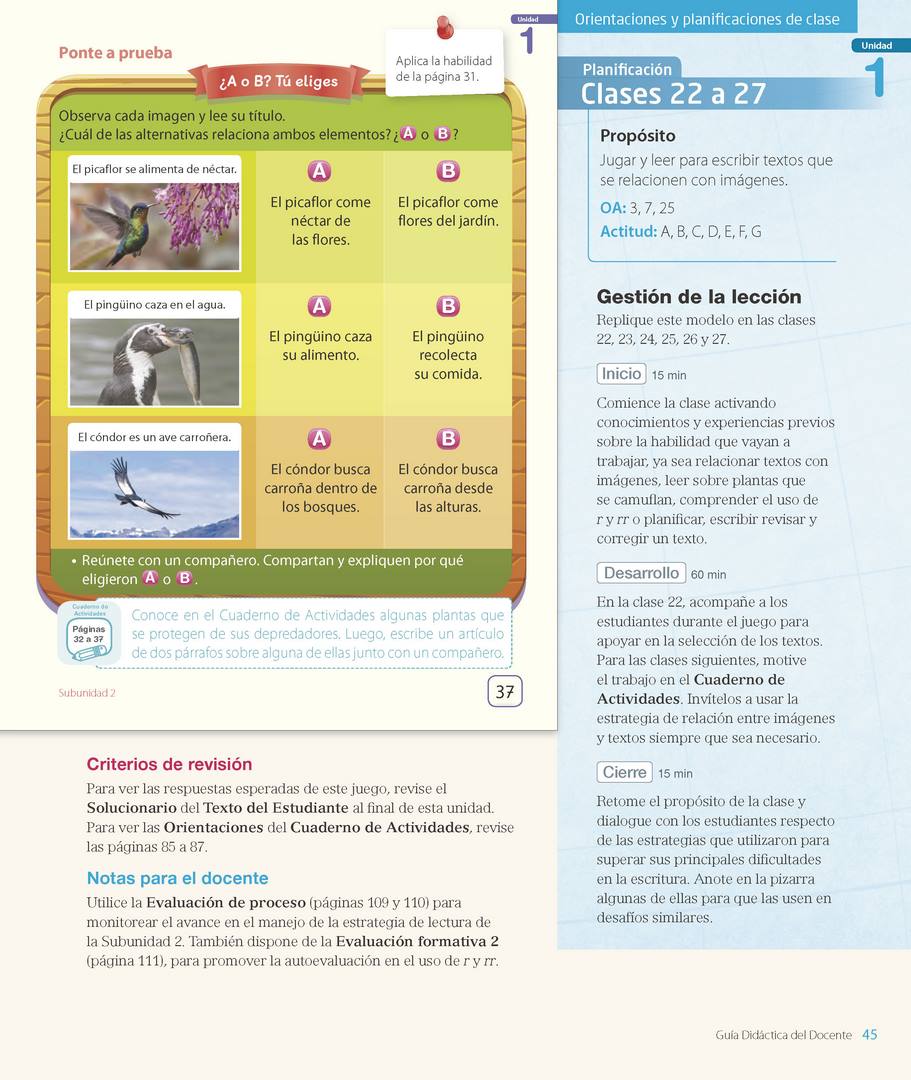 Ponte a prueba
Unidad
1
Aplica la habilidad
de la página 31.
¿A o B? Tú eliges
Observa cada imagen y lee su título.
¿Cuál de las alternativas relaciona ambos elementos? ¿ A o B ?
El picaflor se alimenta de néctar.
A
El picaflor come
néctar de
las flores.
B
El picaflor come
flores del jardín.
El pingüino caza en el agua.
A
El pingüino caza
su alimento.
B
El pingüino
recolecta
su comida.
El cóndor es un ave carroñera.
A
El cóndor busca
carroña dentro de
los bosques.
B
El cóndor busca
carroña desde
las alturas.
• Reúnete con un compañero. Compartan y expliquen por qué
eligieron A o B .
Cuaderno de
Actividades
Páginas
32 a 37
Conoce en el Cuaderno de Actividades algunas plantas que
se protegen de sus depredadores. Luego, escribe un artículo
de dos párrafos sobre alguna de ellas junto con un compañero.
Subunidad 2
37
Criterios de revisión
Para ver las respuestas esperadas de este juego, revise el
Solucionario del Texto del Estudiante al final de esta unidad.
Para ver las Orientaciones del Cuaderno de Actividades, revise
las páginas 85 a 87.
Notas para el docente
Utilice la Evaluación de proceso (páginas 109 y 110) para
monitorear el avance en el manejo de la estrategia de lectura de
la Subunidad 2. También dispone de la Evaluación formativa 2
(página 111), para promover la autoevaluación en el uso de r y rr.
Orientaciones y planificaciones de clase
Unidad
1
Planificación
Clases 22 a 27
Propósito
Jugar y leer para escribir textos que
se relacionen con imágenes.
OA: 3, 7, 25
Actitud: A, B, C, D, E, F, G
Gestión de la lección
Replique este modelo en las clases
22, 23, 24, 25, 26 y 27.
Inicio 15 min
Comience la clase activando
conocimientos y experiencias previos
sobre la habilidad que vayan a
trabajar, ya sea relacionar textos con
imágenes, leer sobre plantas que
se camuflan, comprender el uso de
r y rr o planificar, escribir revisar y
corregir un texto.
Desarrollo 60 min
En la clase 22, acompañe a los
estudiantes durante el juego para
apoyar en la selección de los textos.
Para las clases siguientes, motive
el trabajo en el Cuaderno de
Actividades. Invítelos a usar la
estrategia de relación entre imágenes
y textos siempre que sea necesario.
Cierre 15 min
Retome el propósito de la clase y
dialogue con los estudiantes respecto
de las estrategias que utilizaron para
superar sus principales dificultades
en la escritura. Anote en la pizarra
algunas de ellas para que las usen en
desafíos similares.
Guía Didáctica del Docente 45